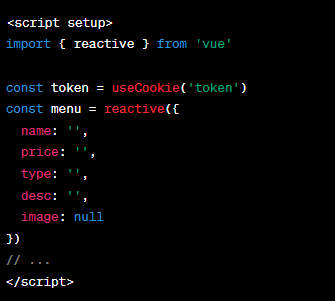 <script setup>
import { reactive } from 'vue'
const token = useCookie('token')
const menu = reactive({
name: '',
price: '',
type: '',
desc: '',
image: null
})
// ...
</script>